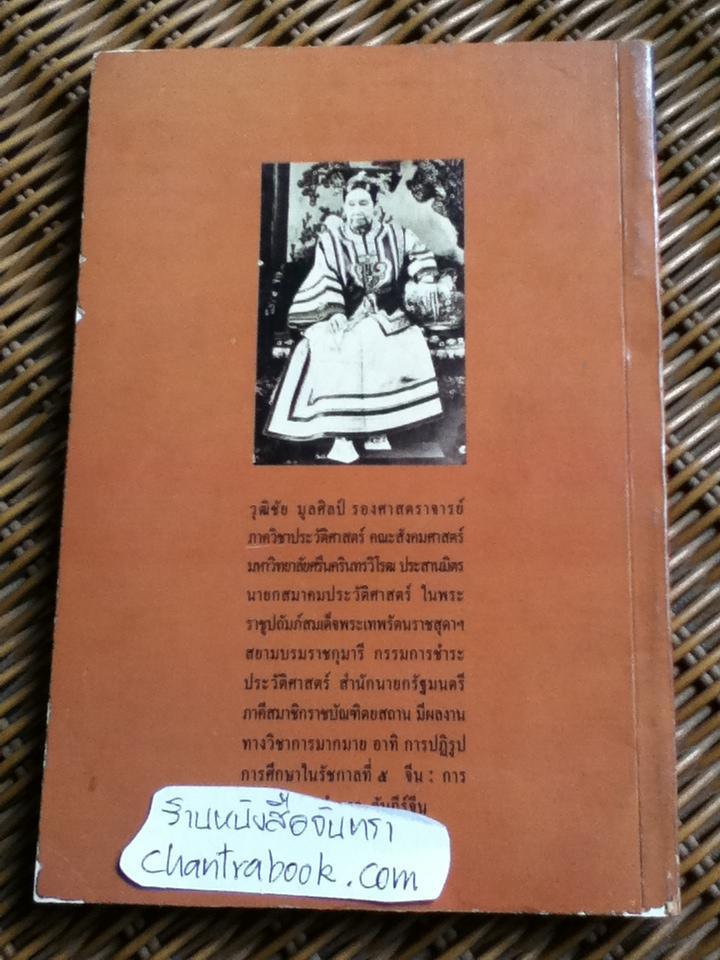 วุฒิชัย มูลศิลป์ รองศาสตราจารย์
ภาควิชาประวัติศาสตร์ คณะสังคมศาสตร์
มหาวิทยาลัยศรีนครินทรวิโรฒ ประสานมิตร
นายกสมาคมประวัติศาสตร์ ในพระ
ราชูปถัมภ์สมเด็จพระเทพรัตนราชสุดาฯ
สยามบรมราชกุมารี กรรมการชำระ
ประวัติศาสตร์ สำนักนายกรัฐมนตรี
ภาคีสมาชิกราชบัณฑิตยสถาน มีผลงาน
ทางวิชาการมากมาย อาทิ การปฏิรูป
การศึกษาในรัชกาลที่ ๕ จีน : การ
ร้านหนังสือจันทรา
chantrabook.com